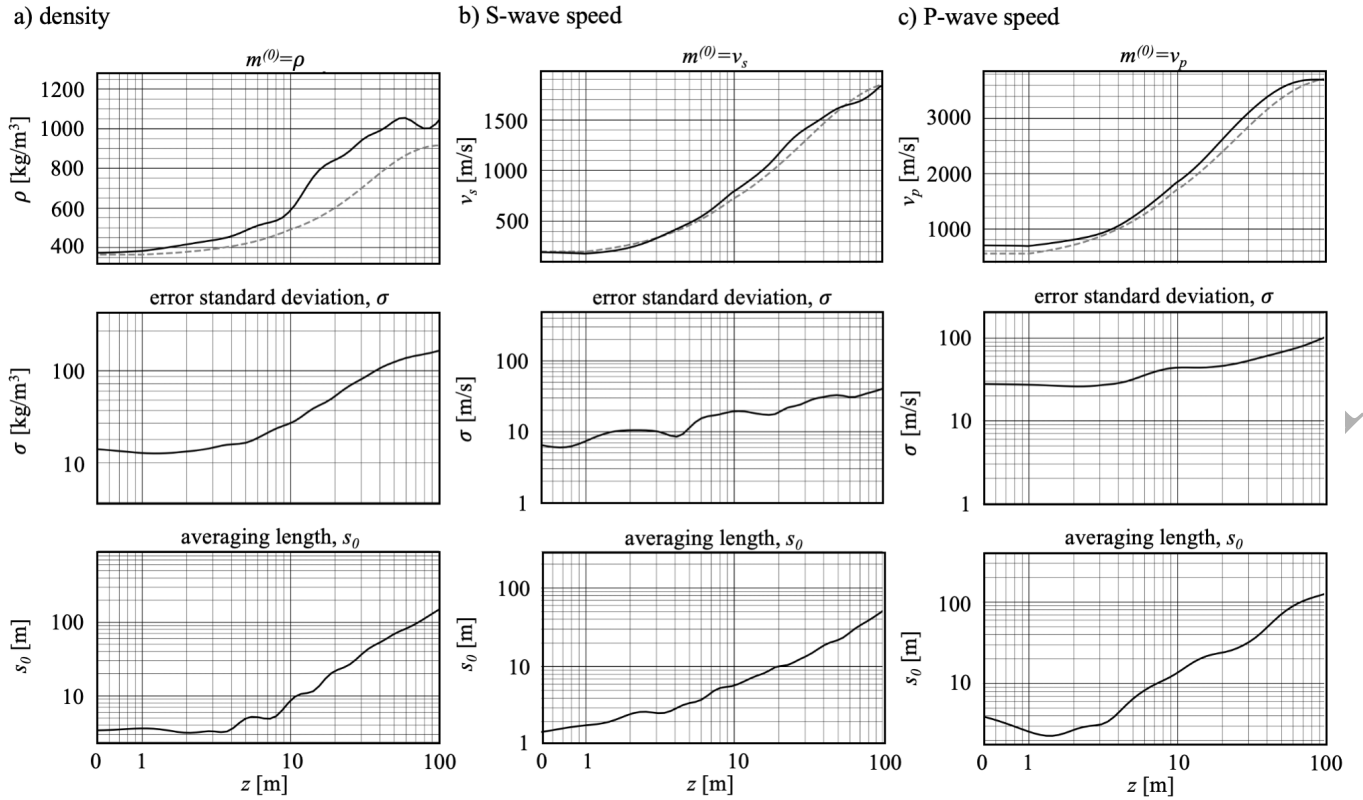 a) density
m⁽⁰⁾=ρ
1200
1000
800
600
400
ρ [kg/m³]
error standard deviation, σ
100
10
σ [kg/m³]
averaging length, s₀
100
10
s₀ [m]
0 1 10 100
z [m]
b) S-wave speed
m⁽⁰⁾=vₛ
1500
1000
500
vₛ [m/s]
error standard deviation, σ
100
10
1
σ [m/s]
averaging length, s₀
100
10
1
s₀ [m]
0 1 10 100
z [m]
c) P-wave speed
m⁽⁰⁾=vₚ
3000
2000
1000
vₚ [m/s]
error standard deviation, σ
100
10
1
σ [m/s]
averaging length, s₀
100
10
s₀ [m]
0 1 10 100
z [m]